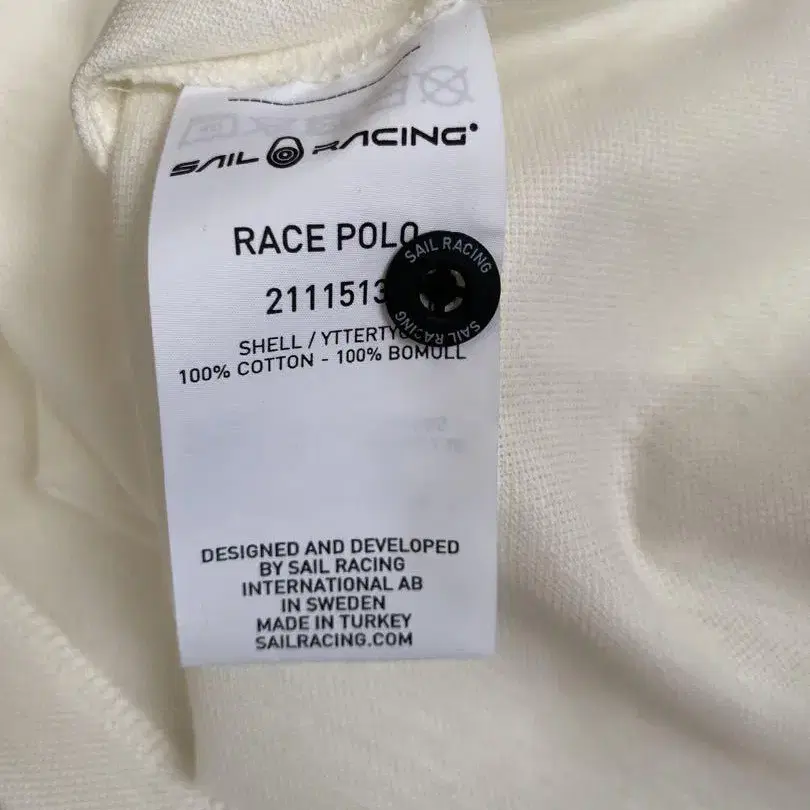 SAIL RACING
RACE POLO
2111513
SHELL / YTTERTY
100% COTTON - 100% BOMULL
SAIL RACING
SAIL RACING
DESIGNED AND DEVELOPED
BY SAIL RACING
INTERNATIONAL AB
IN SWEDEN
MADE IN TURKEY
SAILRACING.COM